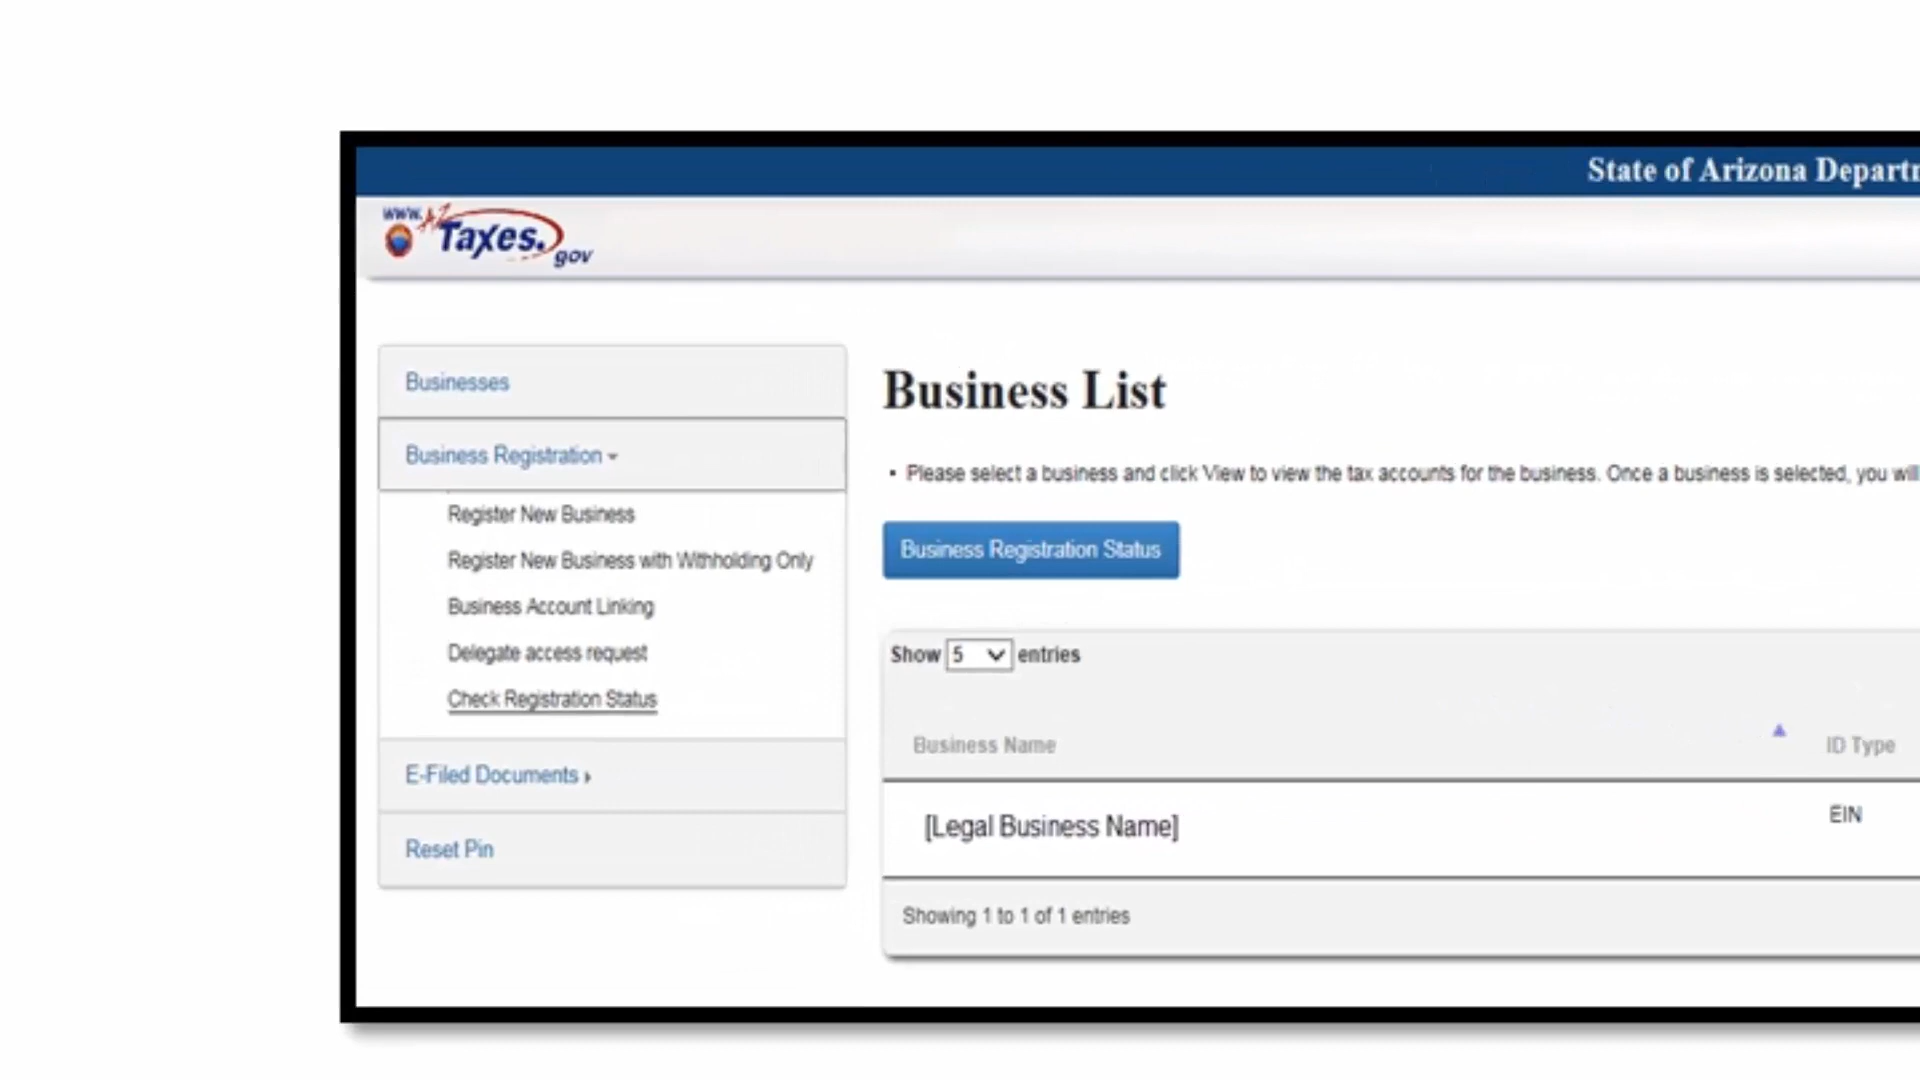 State of Arizona Departm
www.AZ
Taxes.
gov
Businesses
Business Registration
Register New Business
Register New Business with Withholding Only
Business Account Linking
Delegate access request
Check Registration Status
E-Filed Documents
Reset Pin
Business List
• Please select a business and click View to view the tax accounts for the business. Once a business is selected, you will
Business Registration Status
Show 5 entries
Business Name ID Type
[Legal Business Name] EIN
Showing 1 to 1 of 1 entries